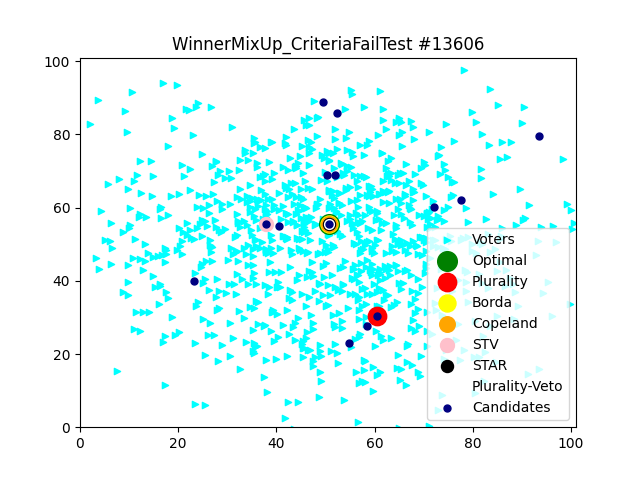 WinnerMixUp_CriteriaFailTest #13606
100
80
60
40
20
0
0 20 40 60 80 100
Voters
Optimal
Plurality
Borda
Copeland
STV
STAR
Plurality-Veto
Candidates